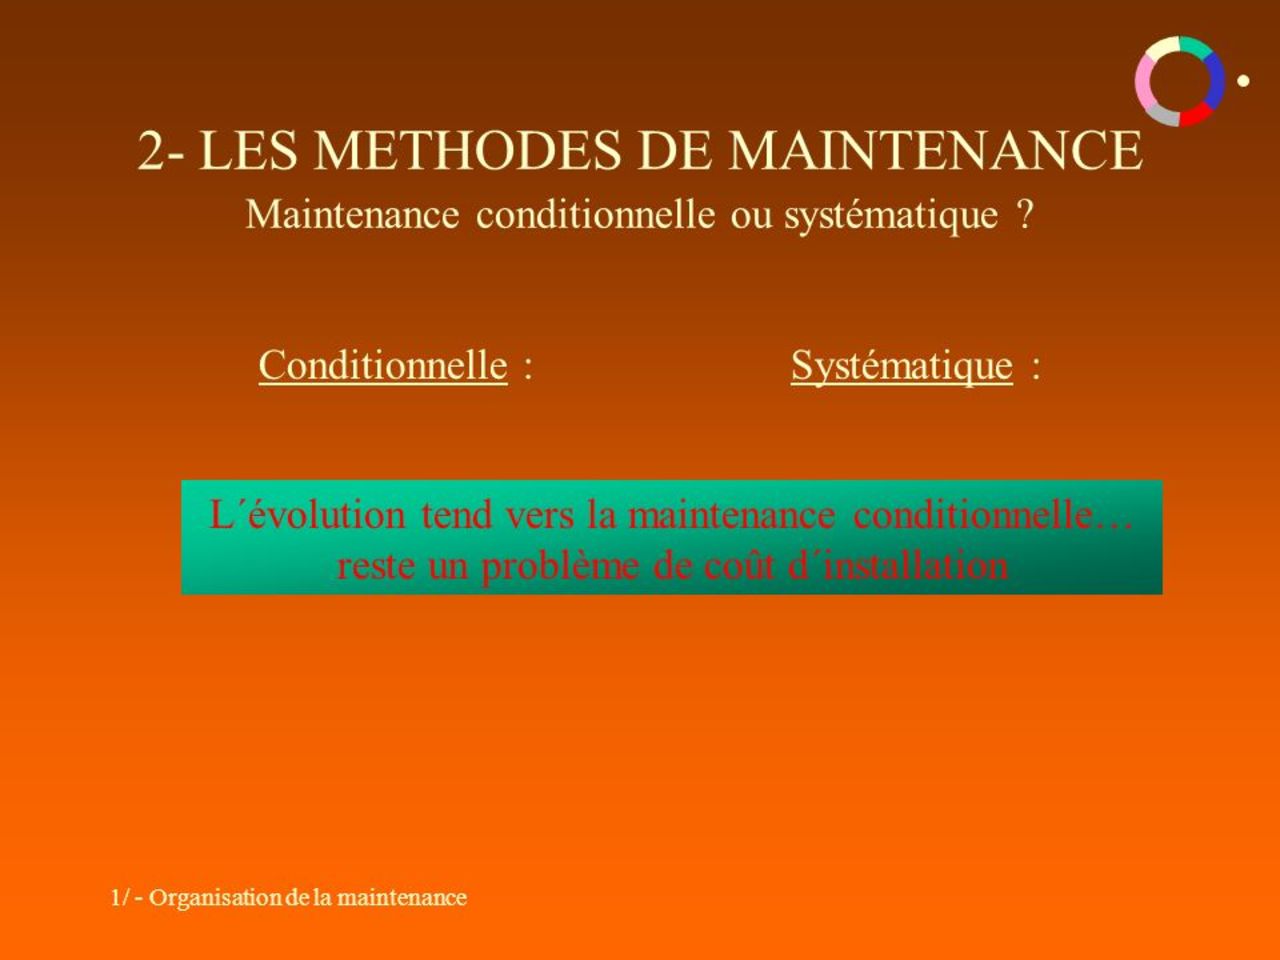 2- LES METHODES DE MAINTENANCE
Maintenance conditionnelle ou systématique ?
Conditionnelle :
Systématique :
L´évolution tend vers la maintenance conditionnelle…
reste un problème de coût d´installation
1/ - Organisation de la maintenance